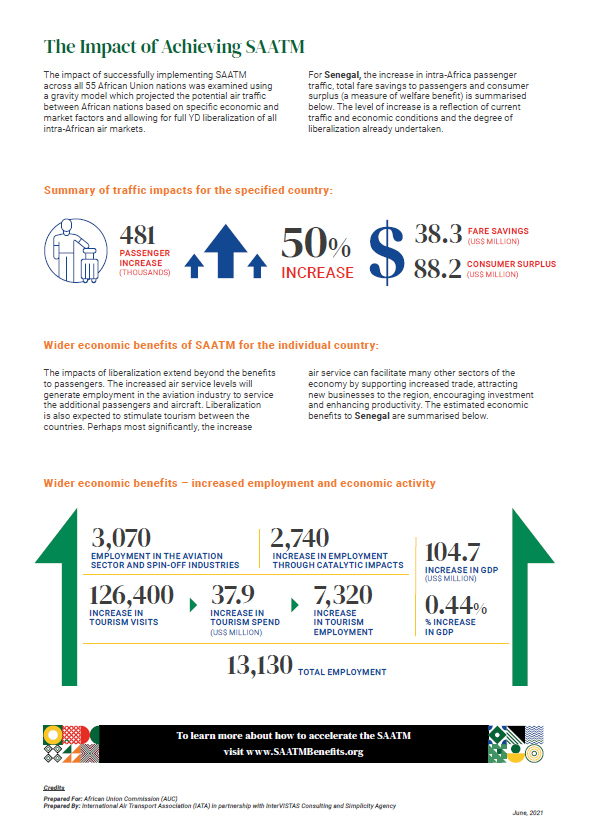 The Impact of Achieving SAATM
The impact of successfully implementing SAATM
across all 55 African Union nations was examined using
a gravity model which projected the potential air traffic
between African nations based on specific economic and
market factors and allowing for full YD liberalization of all
intra-African air markets.
For Senegal, the increase in intra-Africa passenger
traffic, total fare savings to passengers and consumer
surplus (a measure of welfare benefit) is summarised
below. The level of increase is a reflection of current
traffic and economic conditions and the degree of
liberalization already undertaken.
Summary of traffic impacts for the specified country:
481
PASSENGER
INCREASE
(THOUSANDS)
50%
INCREASE
$
38.3 FARE SAVINGS
(US$ MILLION)
88.2 CONSUMER SURPLUS
(US$ MILLION)
Wider economic benefits of SAATM for the individual country:
The impacts of liberalization extend beyond the benefits
to passengers. The increased air service levels will
generate employment in the aviation industry to service
the additional passengers and aircraft. Liberalization
is also expected to stimulate tourism between the
countries. Perhaps most significantly, the increase
air service can facilitate many other sectors of the
economy by supporting increased trade, attracting
new businesses to the region, encouraging investment
and enhancing productivity. The estimated economic
benefits to Senegal are summarised below.
Wider economic benefits – increased employment and economic activity
3,070
EMPLOYMENT IN THE AVIATION
SECTOR AND SPIN-OFF INDUSTRIES
2,740
INCREASE IN EMPLOYMENT
THROUGH CATALYTIC IMPACTS
104.7
INCREASE IN GDP
(US$ MILLION)
126,400
INCREASE IN
TOURISM VISITS
37.9
INCREASE IN
TOURISM SPEND
(US$ MILLION)
7,320
INCREASE
IN TOURISM
EMPLOYMENT
0.44%
% INCREASE
IN GDP
13,130 TOTAL EMPLOYMENT
To learn more about how to accelerate the SAATM
visit www.SAATMBenefits.org
Credits
Prepared For: African Union Commission (AUC)
Prepared By: International Air Transport Association (IATA) in partnership with InterVISTAS Consulting and Simplicity Agency
June, 2021